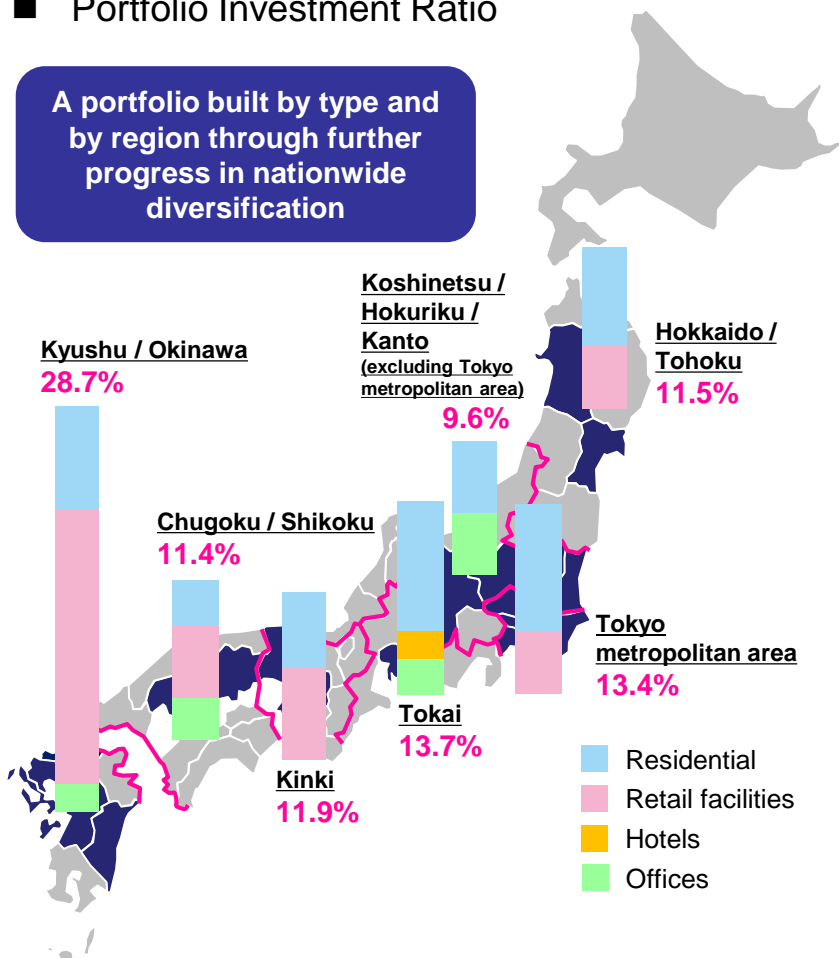 ■ Portfolio Investment Ratio
A portfolio built by type and
by region through further
progress in nationwide
diversification
Koshinetsu /
Hokuriku /
Kanto
(excluding Tokyo
metropolitan area)
9.6%
Hokkaido /
Tohoku
11.5%
Kyushu / Okinawa
28.7%
Chugoku / Shikoku
11.4%
Tokyo
metropolitan area
13.4%
Tokai
13.7%
Kinki
11.9%
Residential
Retail facilities
Hotels
Offices